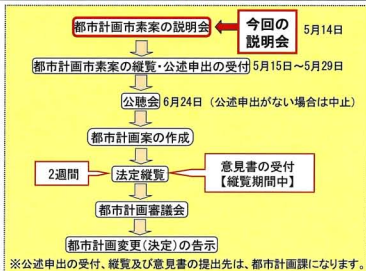 都市計画市素案の説明会
今回の
説明会
5月14日
都市計画市素案の縦覧・公述申出の受付 5月15日～5月29日
公聴会 6月24日 (公述申出がない場合は中止)
都市計画案の作成
2週間
法定縦覧
意見書の受付
【縦覧期間中】
都市計画審議会
都市計画変更(決定)の告示
※公述申出の受付、縦覧及び意見書の提出先は、都市計画課になります。